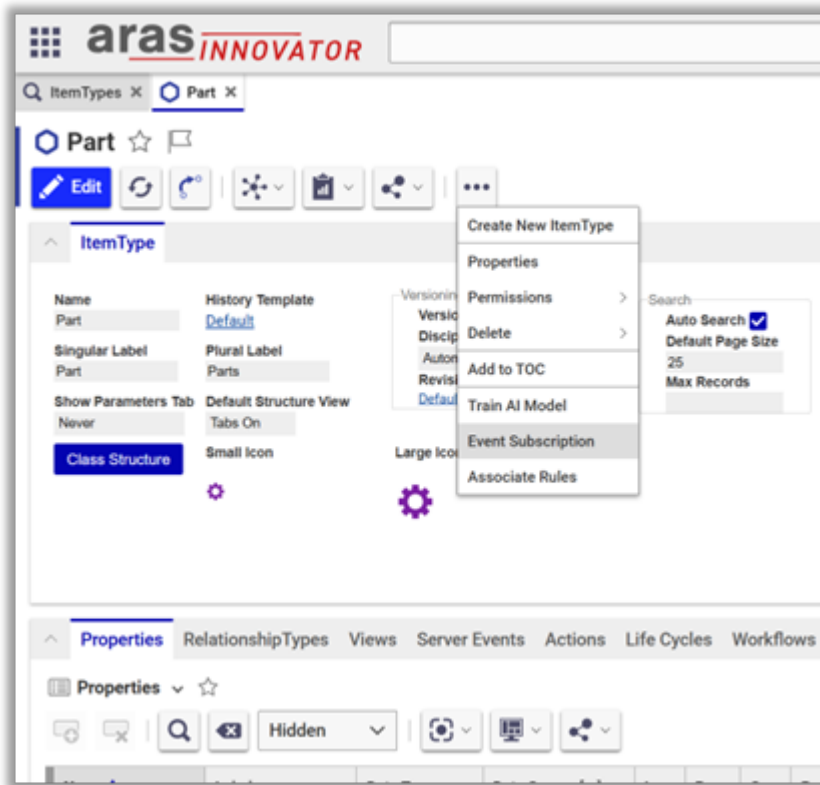 aras INNOVATOR
ItemTypes × Part ×
Part
Edit
ItemType
Create New ItemType
Properties
Permissions
Delete
Add to TOC
Train AI Model
Event Subscription
Associate Rules
Name
Part
History Template
Default
Singular Label
Part
Plural Label
Parts
Show Parameters Tab
Never
Default Structure View
Tabs On
Class Structure
Small Icon
Search
Auto Search
Default Page Size
25
Max Records
Properties RelationshipTypes Views Server Events Actions Life Cycles Workflows
Properties
Hidden